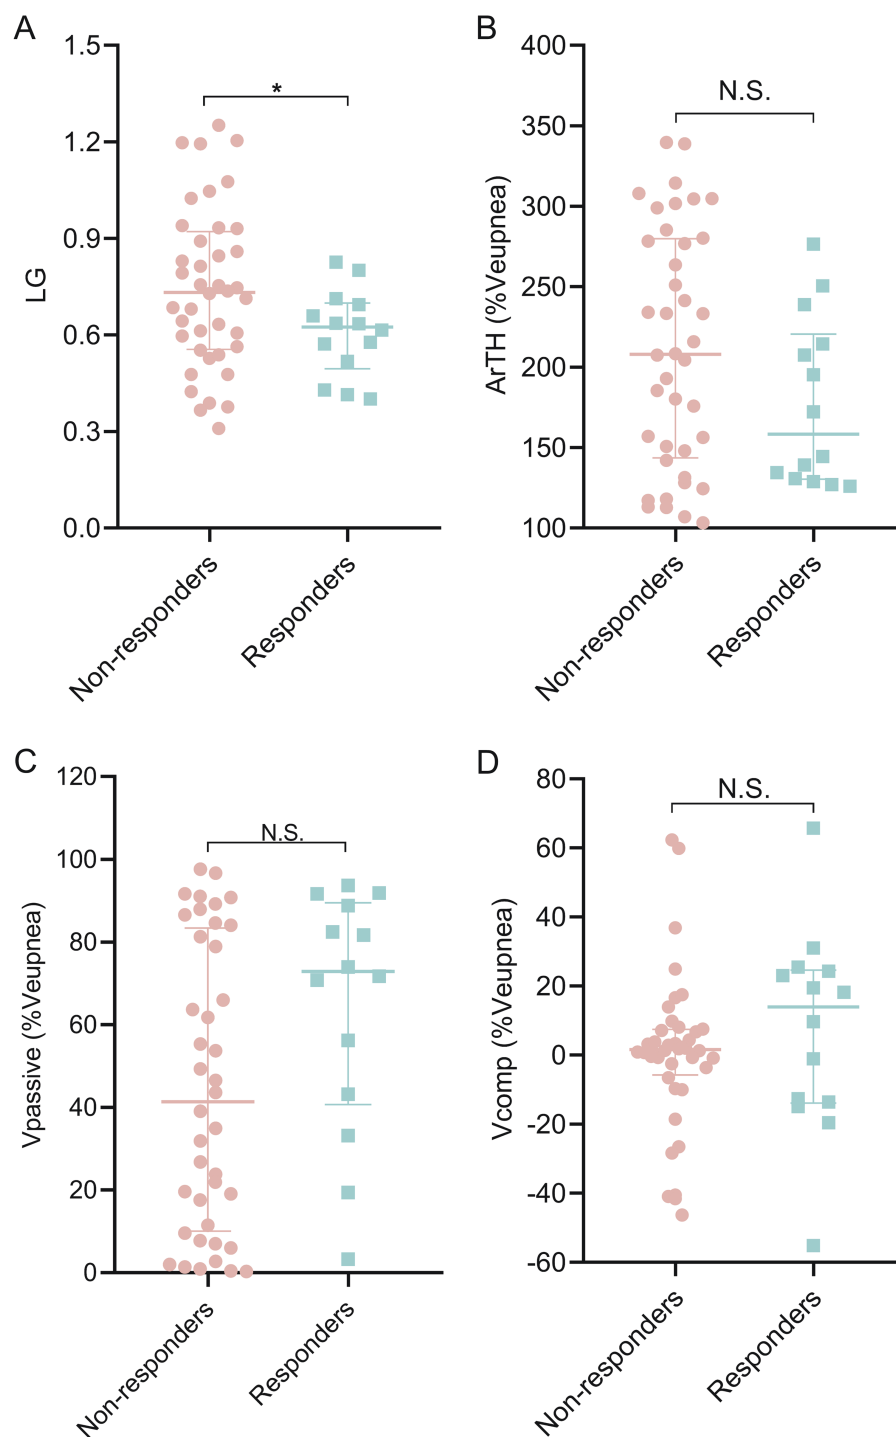 A
LG
1.5
1.2
0.9
0.6
0.3
0.0
*
Non-responders
Responders
B
ArTH (%Veupnea)
400
350
300
250
200
150
100
N.S.
Non-responders
Responders
C
Vpassive (%Veupnea)
120
100
80
60
40
20
0
N.S.
Non-responders
Responders
D
Vcomp (%Veupnea)
80
60
40
20
0
-20
-40
-60
N.S.
Non-responders
Responders